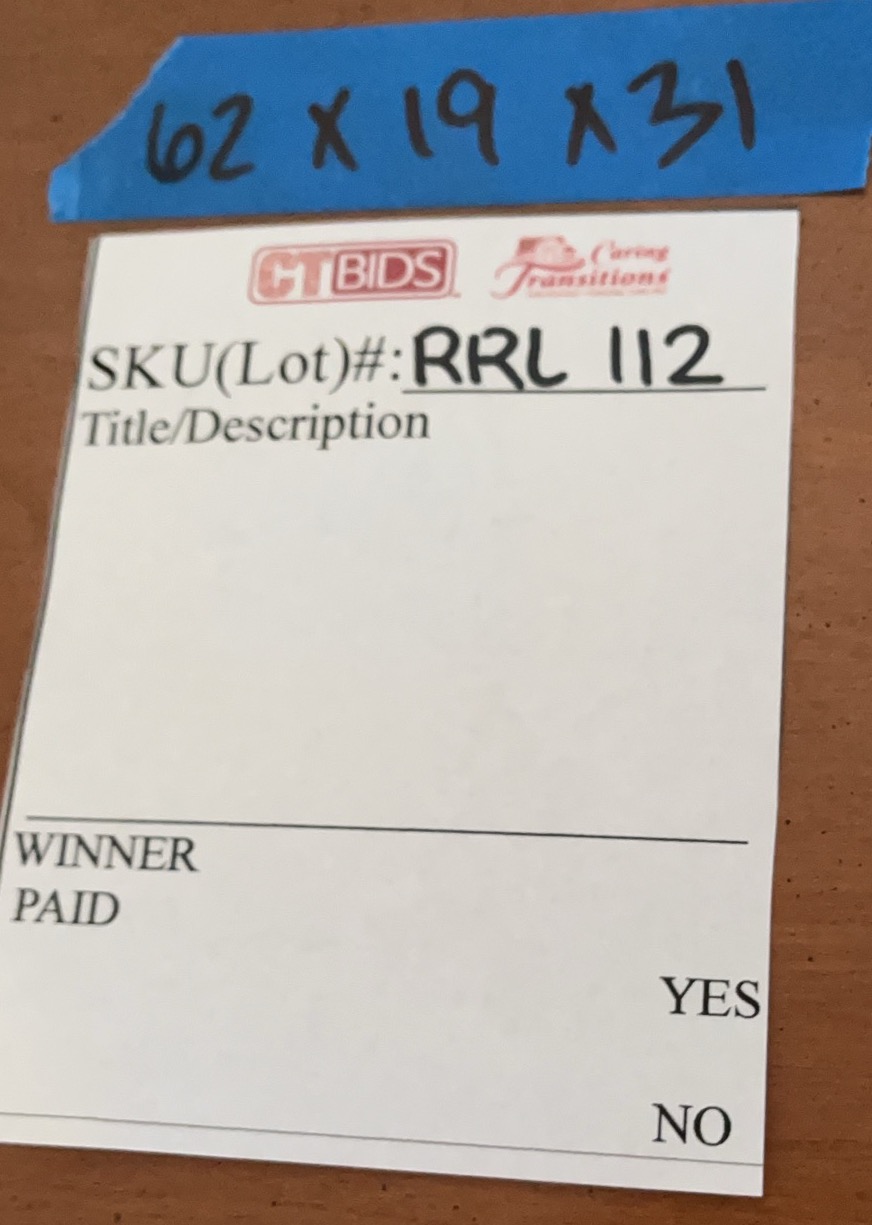 62 x 19 x 31
CTBIDS Caring Transitions
SKU(Lot)#: RRL 112
Title/Description
WINNER
PAID
YES
NO